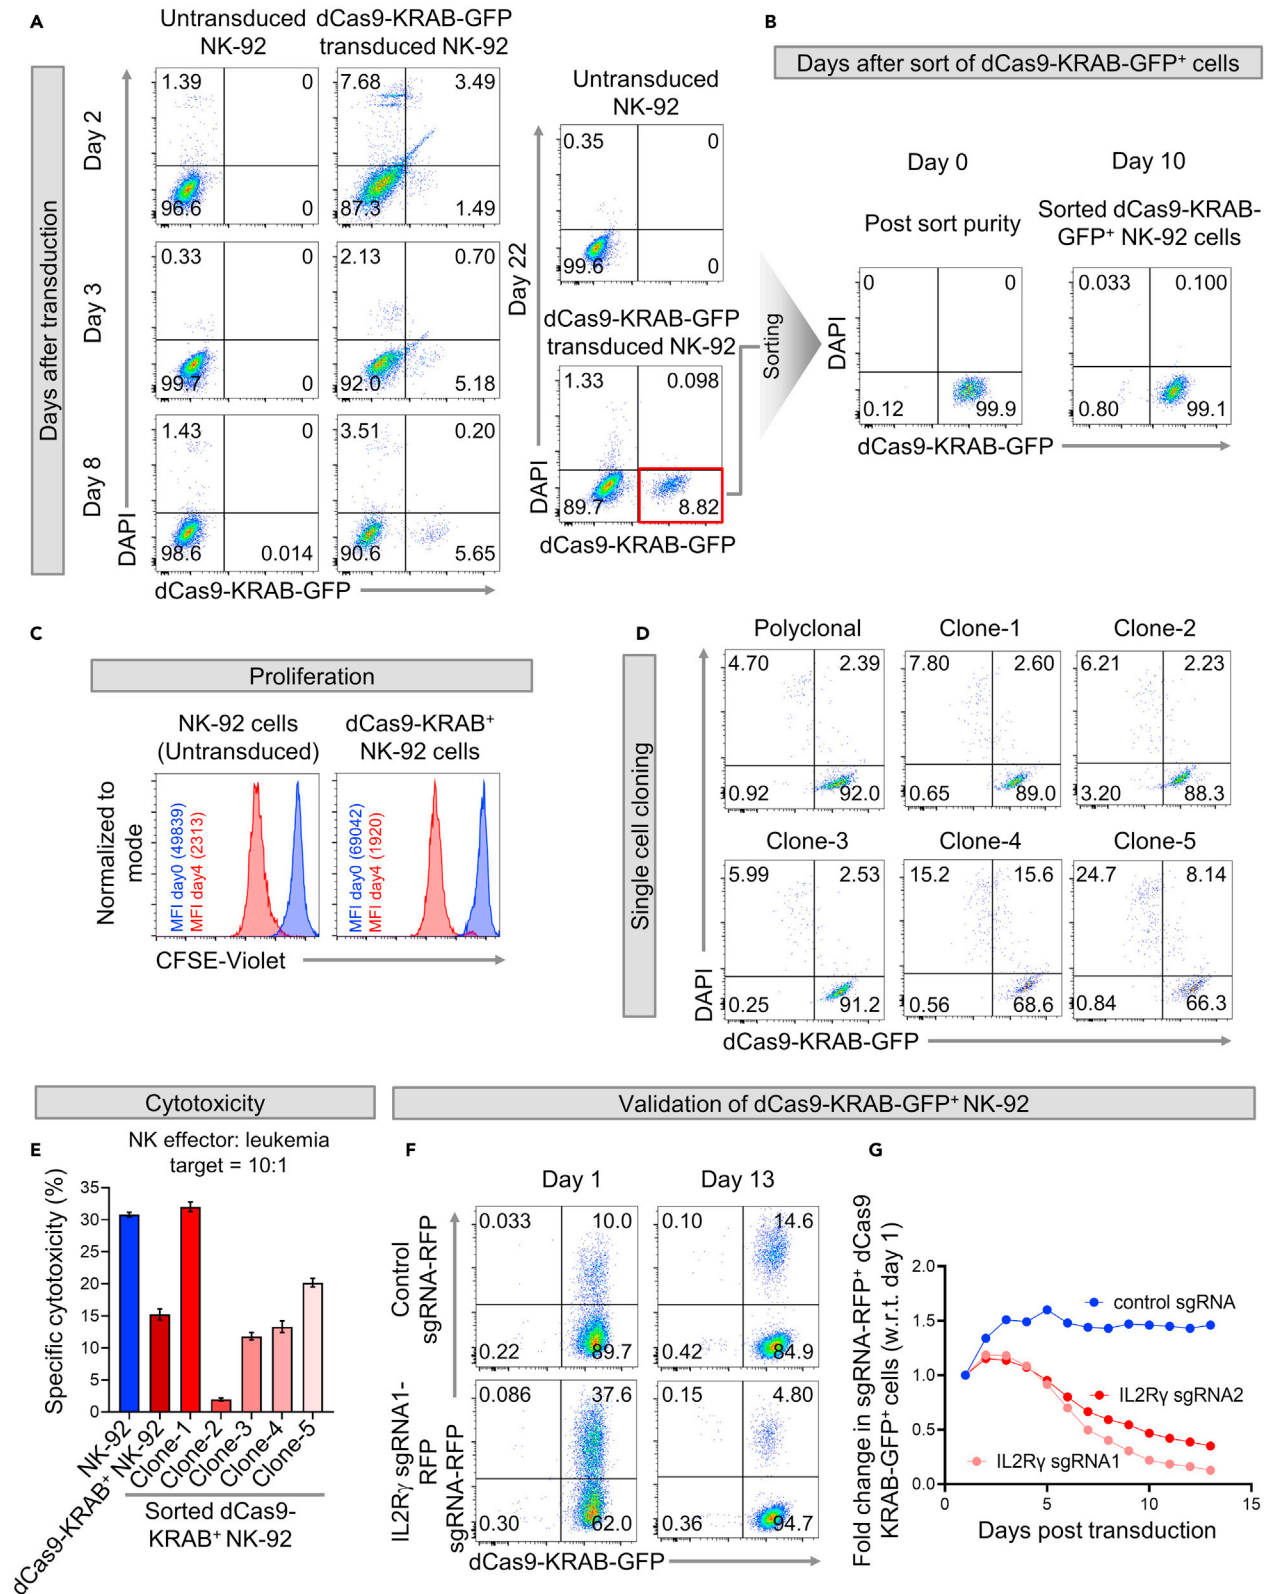 A
Untransduced
NK-92
dCas9-KRAB-GFP
transduced NK-92
Days after transduction
Day 2
1.39
0
96.6
0
7.68
3.49
87.3
1.49
Day 3
0.33
0
99.7
0
2.13
0.70
92.0
5.18
Day 8
1.43
0
98.6
0.014
3.51
0.20
90.6
5.65
DAPI
dCas9-KRAB-GFP
Day 22
Untransduced
NK-92
0.35
0
99.6
0
dCas9-KRAB-GFP
transduced NK-92
1.33
0.098
89.7
8.82
DAPI
dCas9-KRAB-GFP
Sorting
B
Days after sort of dCas9-KRAB-GFP⁺ cells
Day 0
Post sort purity
0
0
0.12
99.9
Day 10
Sorted dCas9-KRAB-
GFP⁺ NK-92 cells
0.033
0.100
0.80
99.1
DAPI
dCas9-KRAB-GFP
C
Proliferation
NK-92 cells
(Untransduced)
MFI day0 (49839)
MFI day4 (2313)
dCas9-KRAB⁺
NK-92 cells
MFI day0 (69042)
MFI day4 (1920)
Normalized to
mode
CFSE-Violet
D
Single cell cloning
Polyclonal
4.70
2.39
0.92
92.0
Clone-1
7.80
2.60
0.65
89.0
Clone-2
6.21
2.23
3.20
88.3
Clone-3
5.99
2.53
0.25
91.2
Clone-4
15.2
15.6
0.56
68.6
Clone-5
24.7
8.14
0.84
66.3
DAPI
dCas9-KRAB-GFP
Cytotoxicity
E
NK effector: leukemia
target = 10:1
Specific cytotoxicity (%)
35
30
25
20
15
10
5
0
NK-92
dCas9-KRAB⁺ NK-92
Clone-1
Clone-2
Clone-3
Clone-4
Clone-5
Sorted dCas9-
KRAB⁺ NK-92
Validation of dCas9-KRAB-GFP⁺ NK-92
F
Day 1
Day 13
Control
sgRNA-RFP
0.033
10.0
0.22
89.7
0.10
14.6
0.42
84.9
IL2Rγ sgRNA1-
RFP
sgRNA-RFP
0.086
37.6
0.30
62.0
0.15
4.80
0.36
94.7
dCas9-KRAB-GFP
G
Fold change in sgRNA-RFP⁺ dCas9
KRAB-GFP⁺ cells (w.r.t. day 1)
2.0
1.5
1.0
0.5
0.0
control sgRNA
IL2Rγ sgRNA2
IL2Rγ sgRNA1
0
5
10
15
Days post transduction